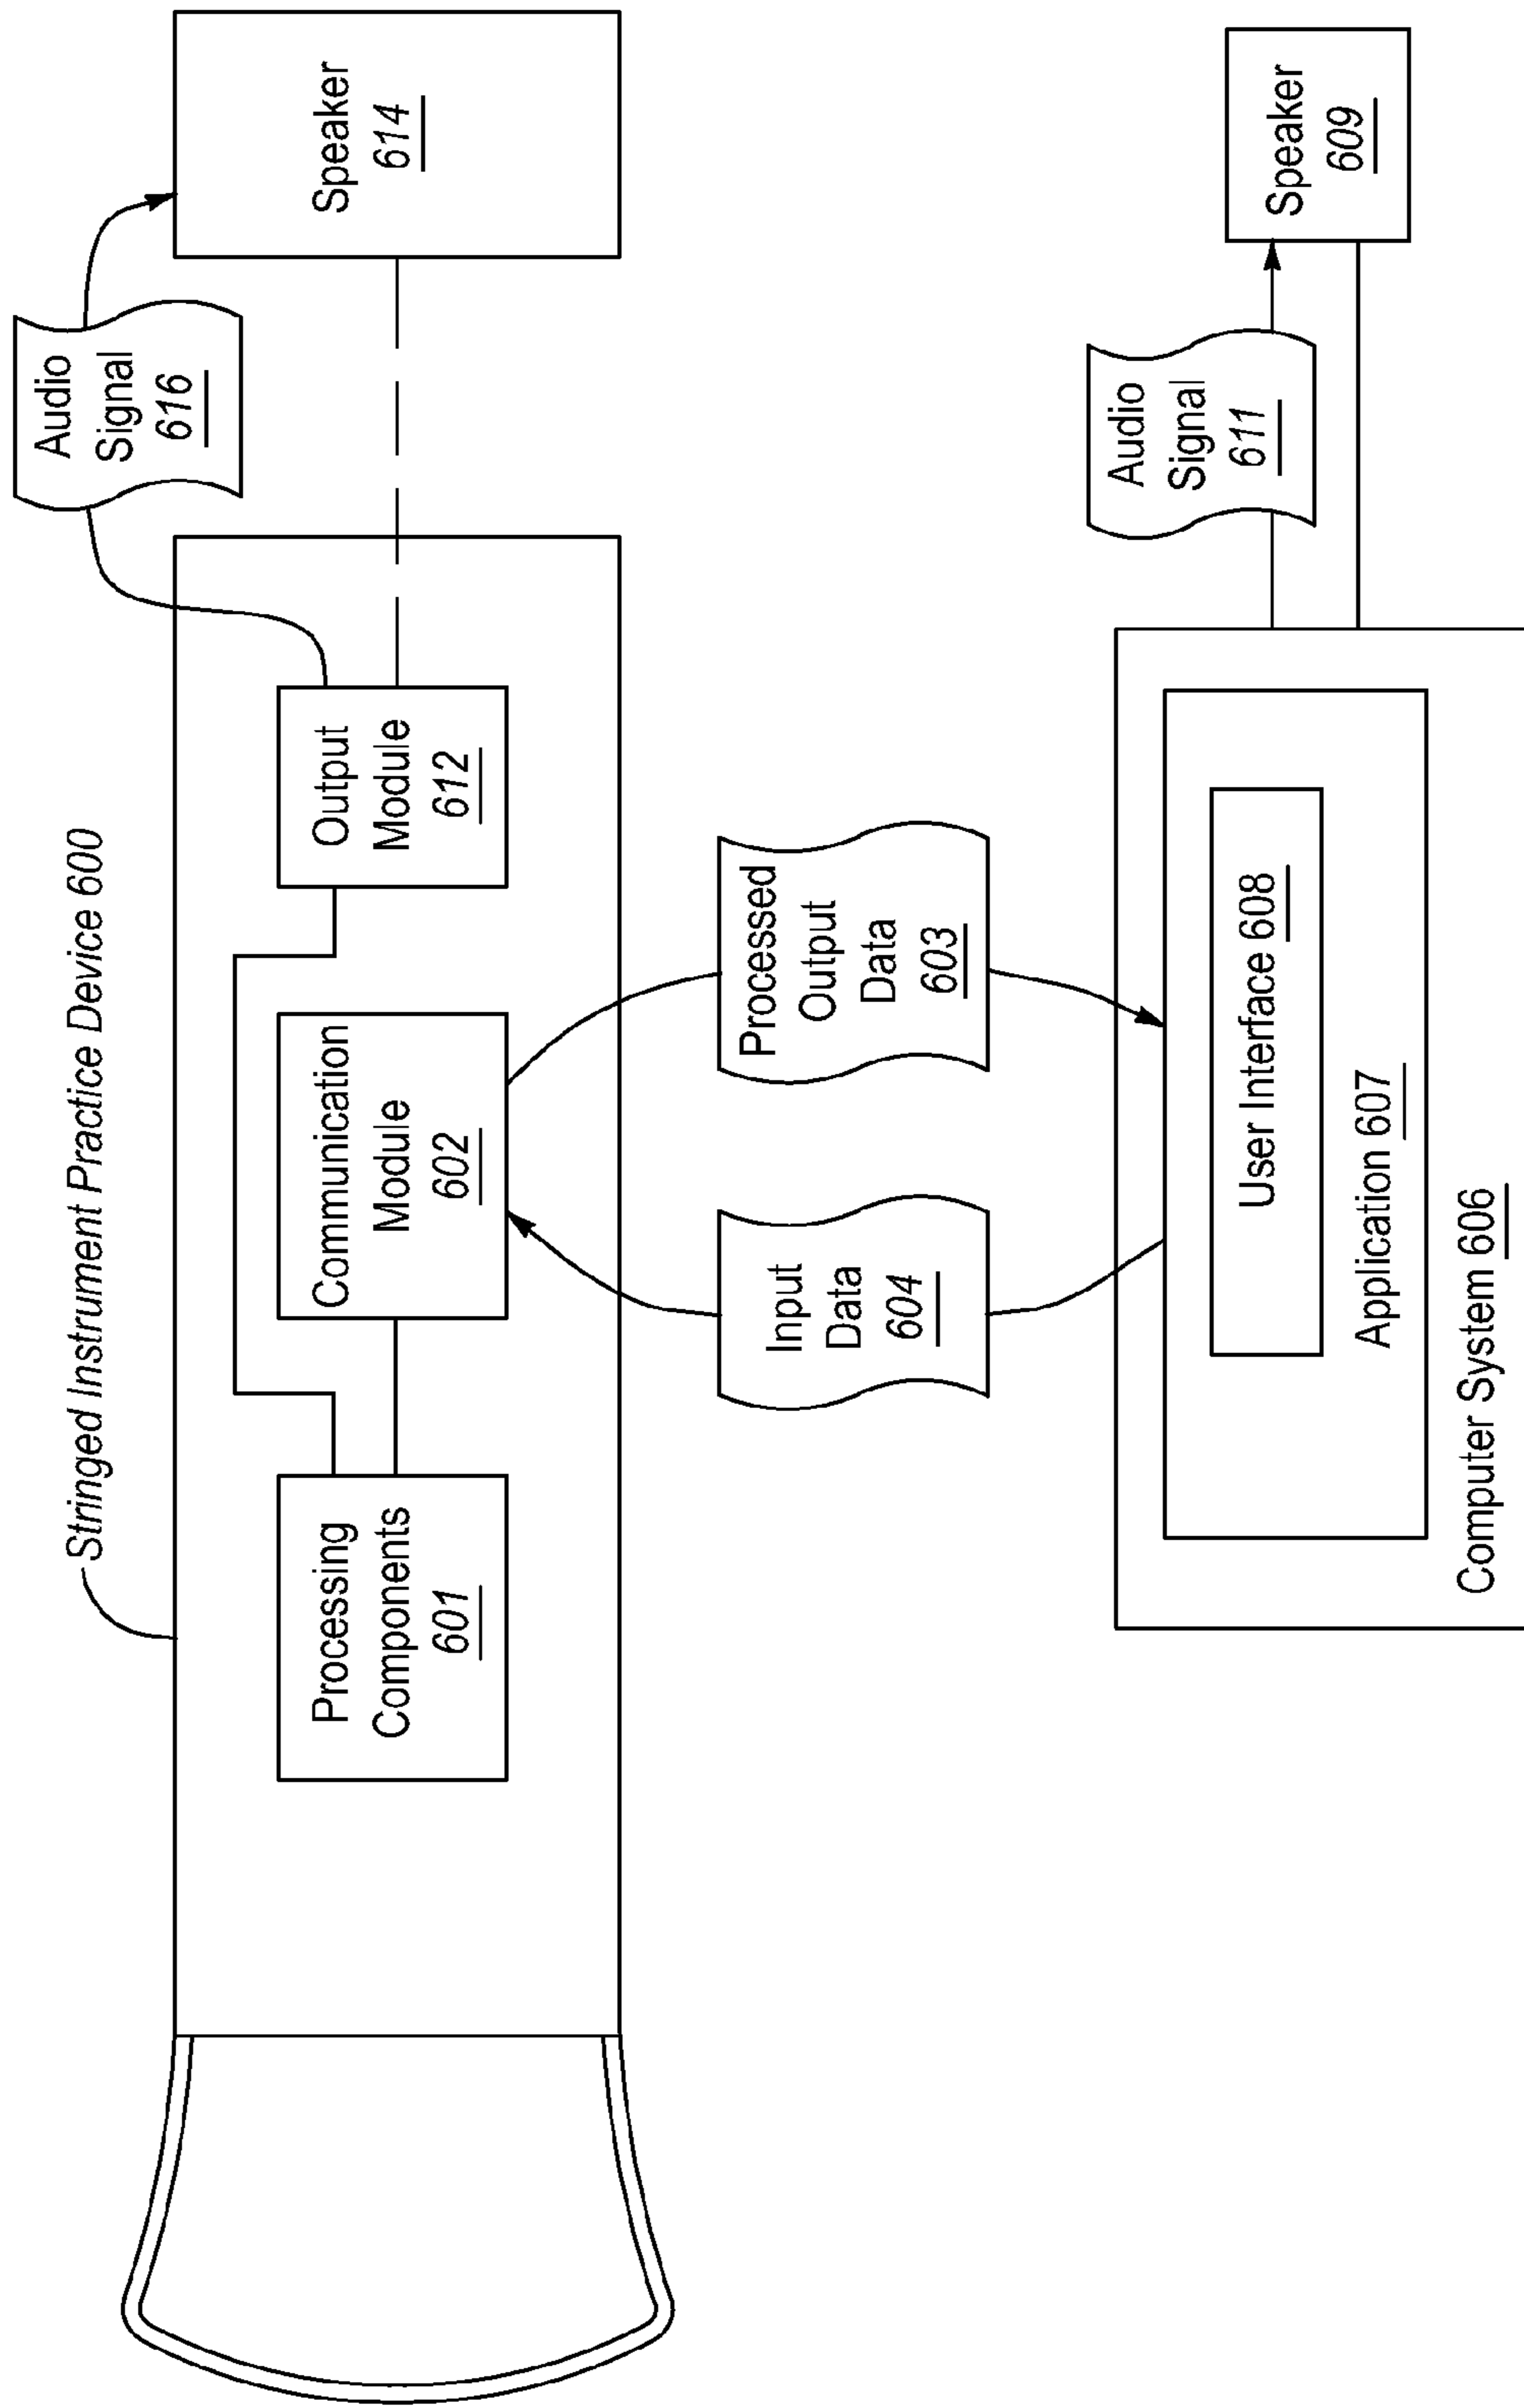 Stringed Instrument Practice Device 600
Audio
Signal
616
Speaker
614
Processing
Components
601
Communication
Module
602
Output
Module
612
Input
Data
604
Processed
Output
Data
603
Audio
Signal
611
Speaker
609
User Interface 608
Application 607
Computer System 606